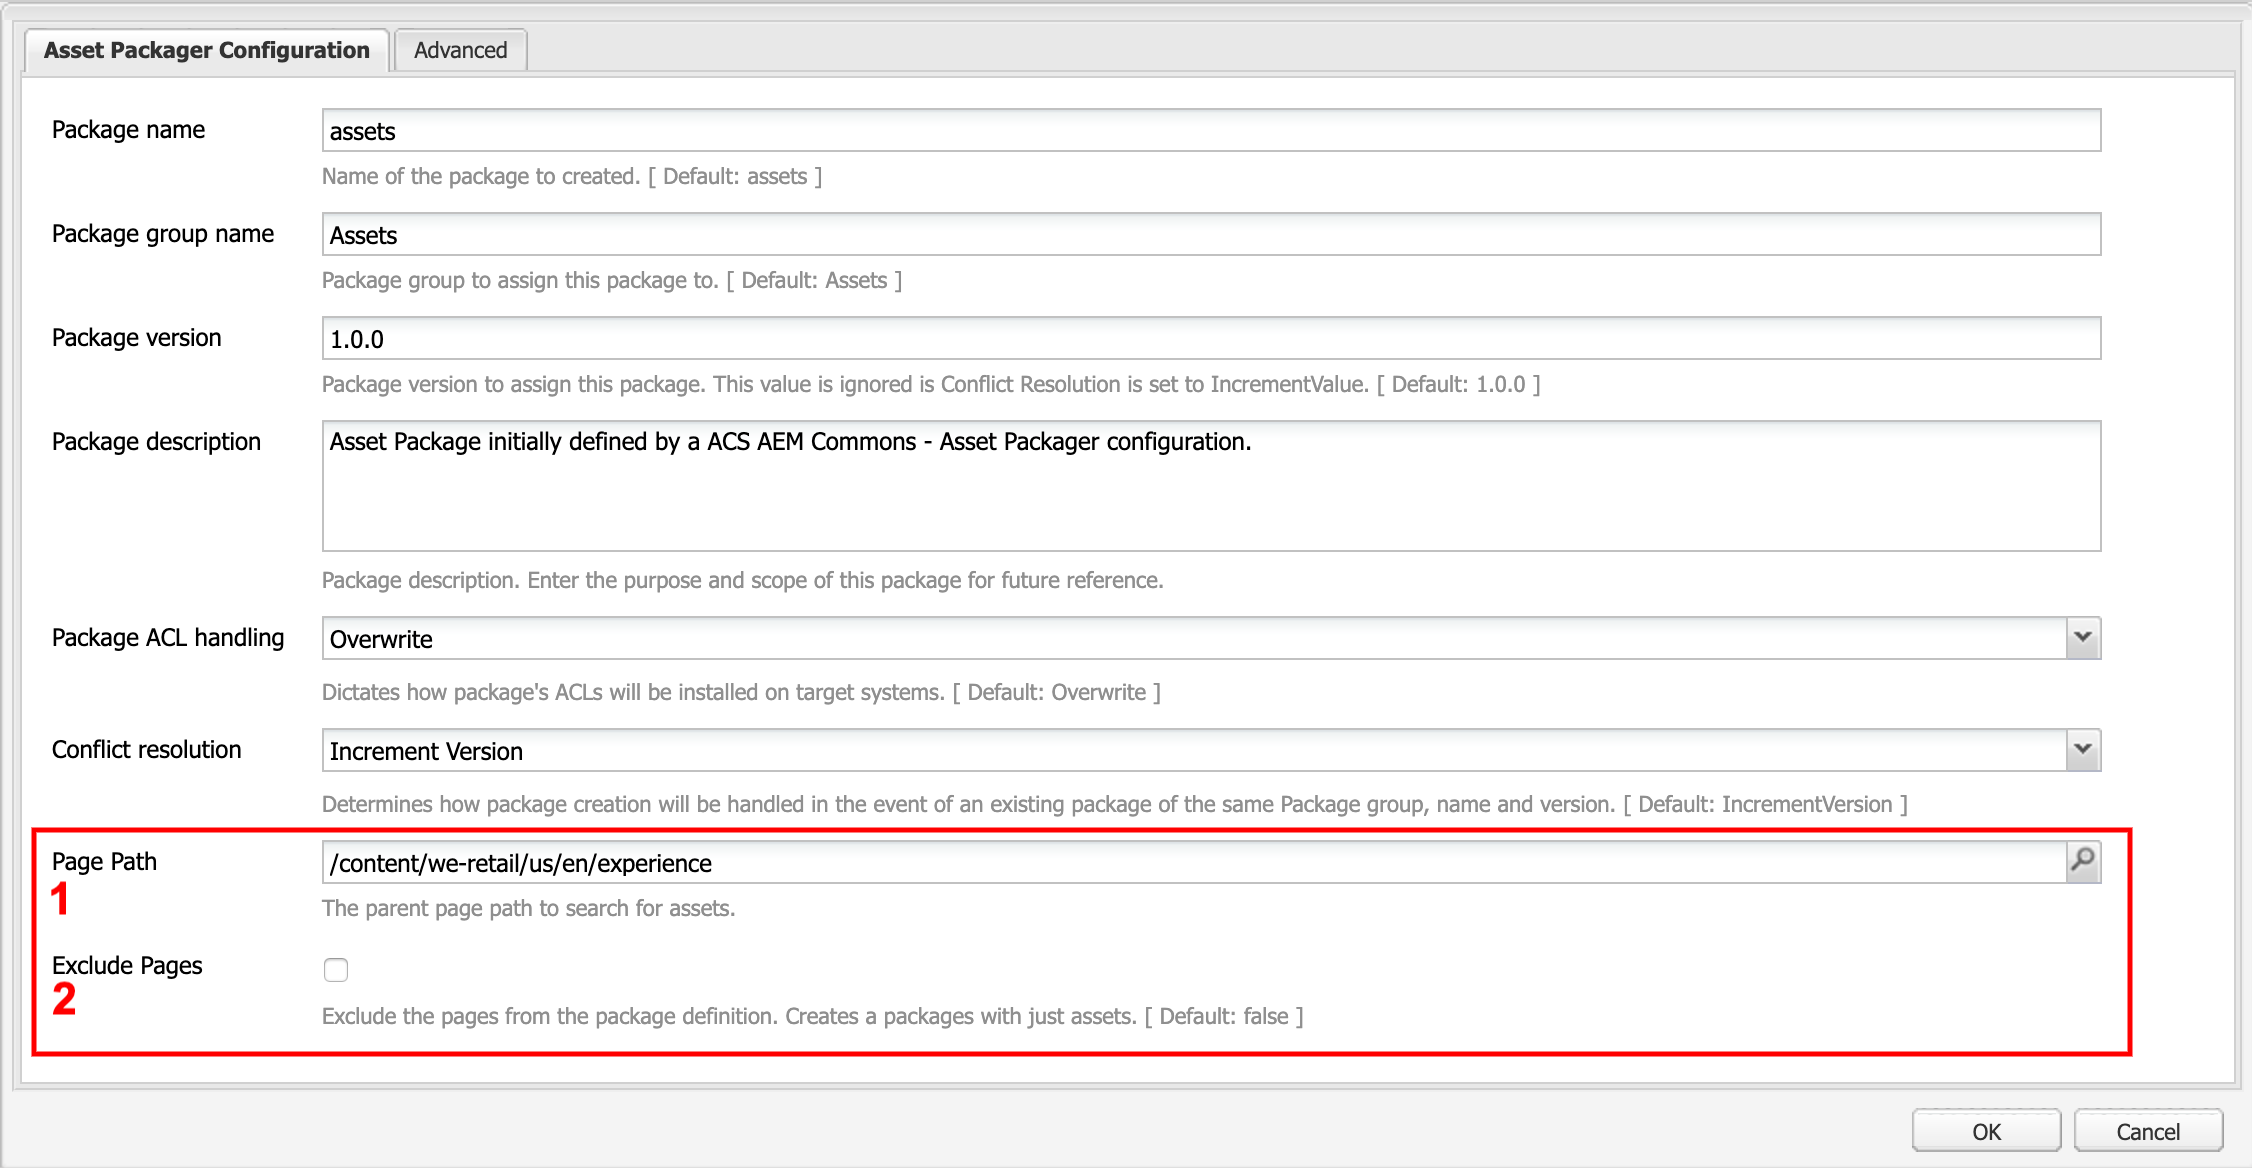 Asset Packager Configuration
Advanced
Package name
assets
Name of the package to created. [ Default: assets ]
Package group name
Assets
Package group to assign this package to. [ Default: Assets ]
Package version
1.0.0
Package version to assign this package. This value is ignored is Conflict Resolution is set to IncrementValue. [ Default: 1.0.0 ]
Package description
Asset Package initially defined by a ACS AEM Commons - Asset Packager configuration.
Package description. Enter the purpose and scope of this package for future reference.
Package ACL handling
Overwrite
Dictates how package's ACLs will be installed on target systems. [ Default: Overwrite ]
Conflict resolution
Increment Version
Determines how package creation will be handled in the event of an existing package of the same Package group, name and version. [ Default: IncrementVersion ]
Page Path
/content/we-retail/us/en/experience
1
The parent page path to search for assets.
Exclude Pages
2
Exclude the pages from the package definition. Creates a packages with just assets. [ Default: false ]
OK
Cancel